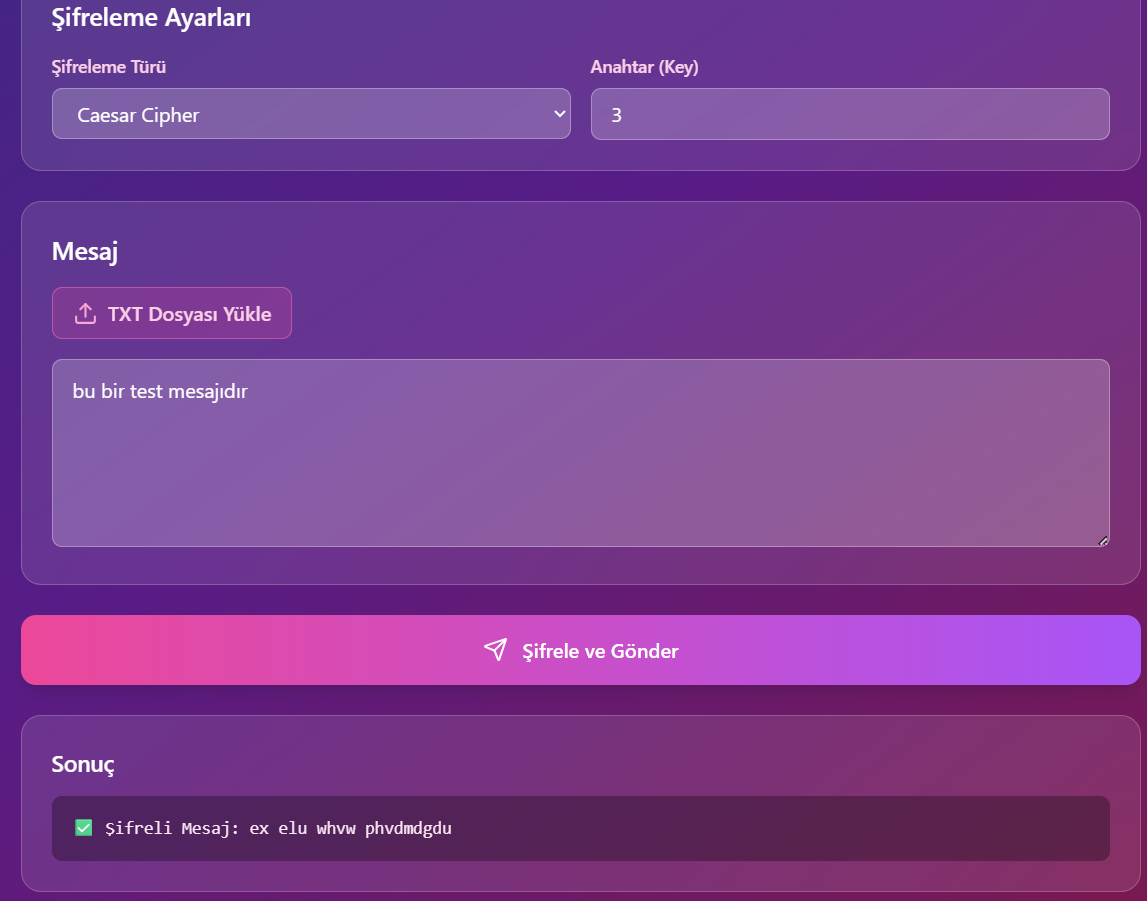 Şifreleme Ayarları
Şifreleme Türü
Anahtar (Key)
Caesar Cipher
3
Mesaj
TXT Dosyası Yükle
bu bir test mesajıdır
Şifrele ve Gönder
Sonuç
✅ Şifreli Mesaj: ex elu whvw phvdmdgdu